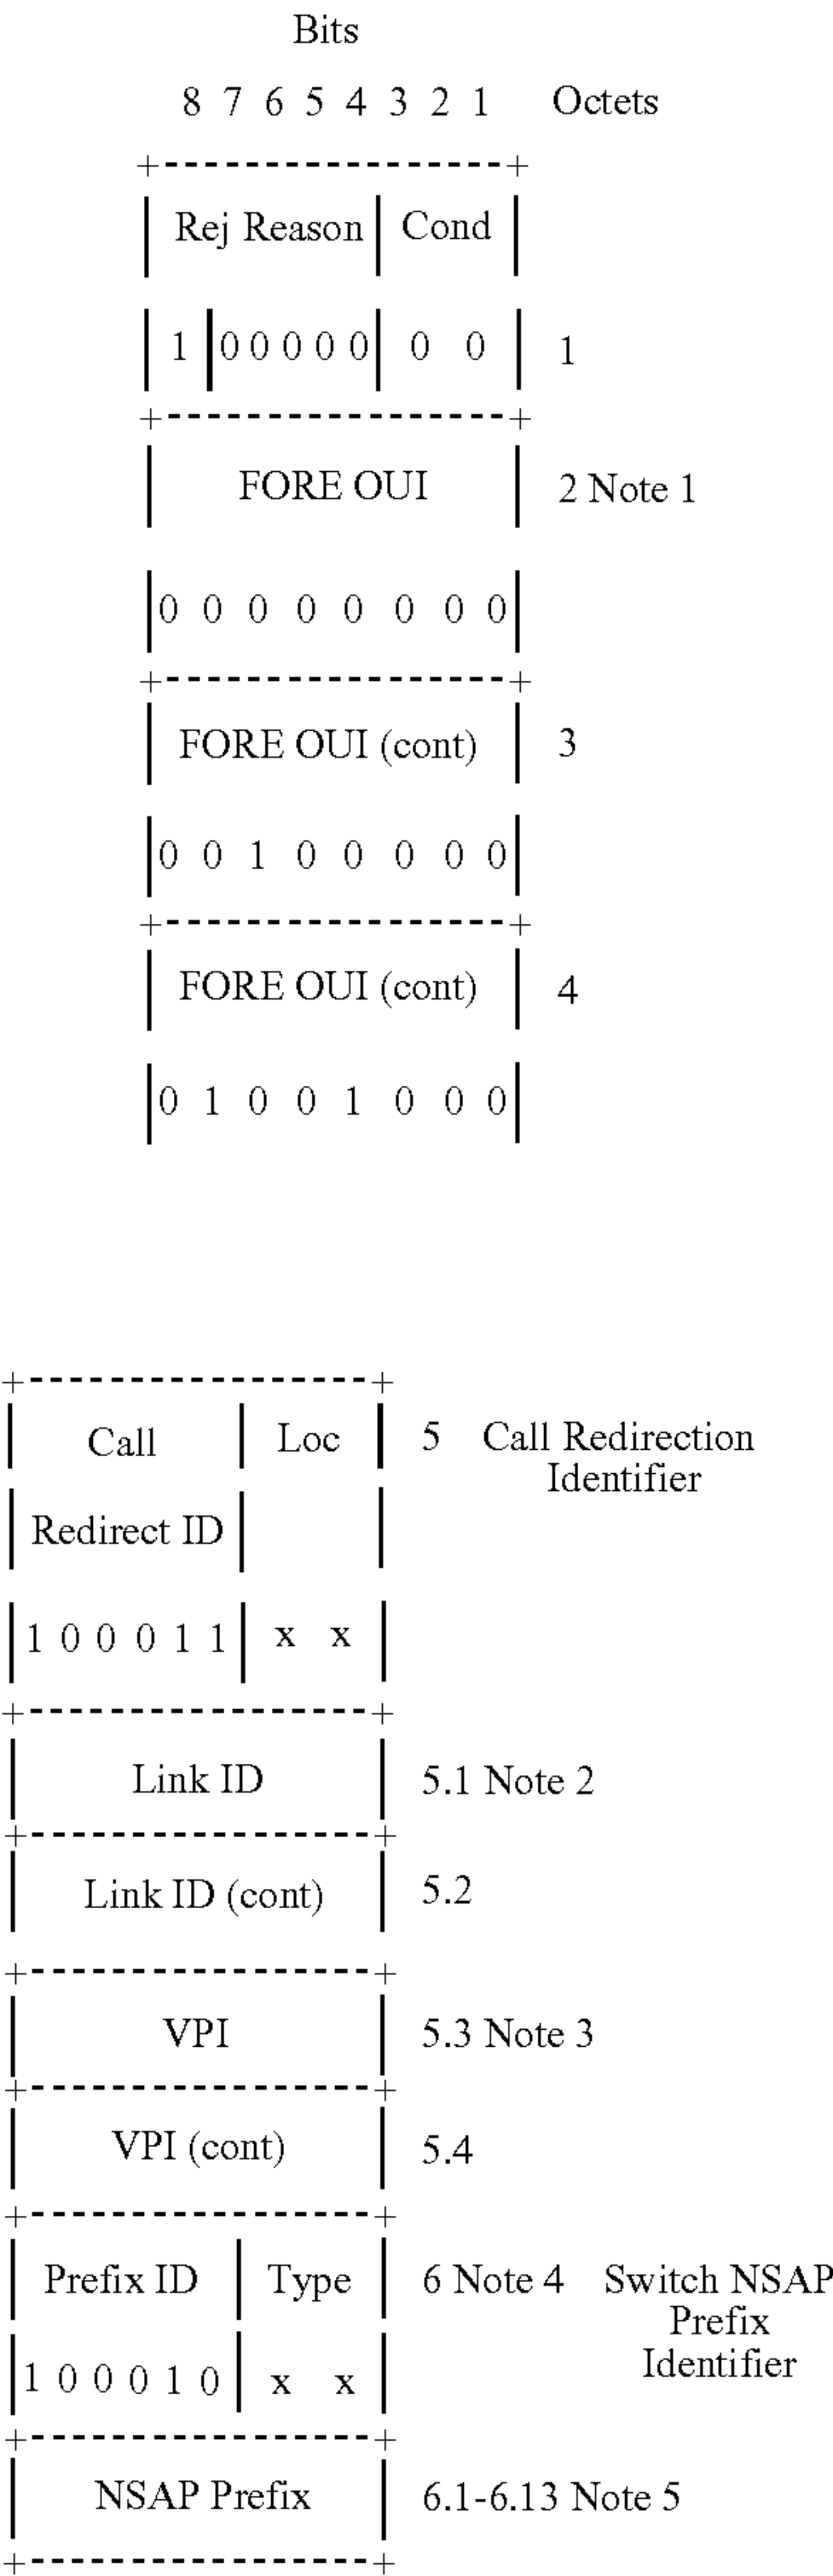 Bits
8 7 6 5 4 3 2 1 Octets
+-----------------+
| Rej Reason | Cond |
| 1 | 0 0 0 0 0 | 0 0 | 1
+-----------------+
| FORE OUI | 2 Note 1
| 0 0 0 0 0 0 0 0 |
+-----------------+
| FORE OUI (cont) | 3
| 0 0 1 0 0 0 0 0 |
+-----------------+
| FORE OUI (cont) | 4
| 0 1 0 0 1 0 0 0 |
+-----------------+
| Call | Loc | 5 Call Redirection
Identifier
| Redirect ID | |
| 1 0 0 0 1 1 | x x |
+-----------------+
| Link ID | 5.1 Note 2
+-----------------+
| Link ID (cont) | 5.2
+-----------------+
| VPI | 5.3 Note 3
+-----------------+
| VPI (cont) | 5.4
+-----------------+
| Prefix ID | Type | 6 Note 4 Switch NSAP
Prefix
Identifier
| 1 0 0 0 1 0 | x x |
+-----------------+
| NSAP Prefix | 6.1-6.13 Note 5
+-----------------+